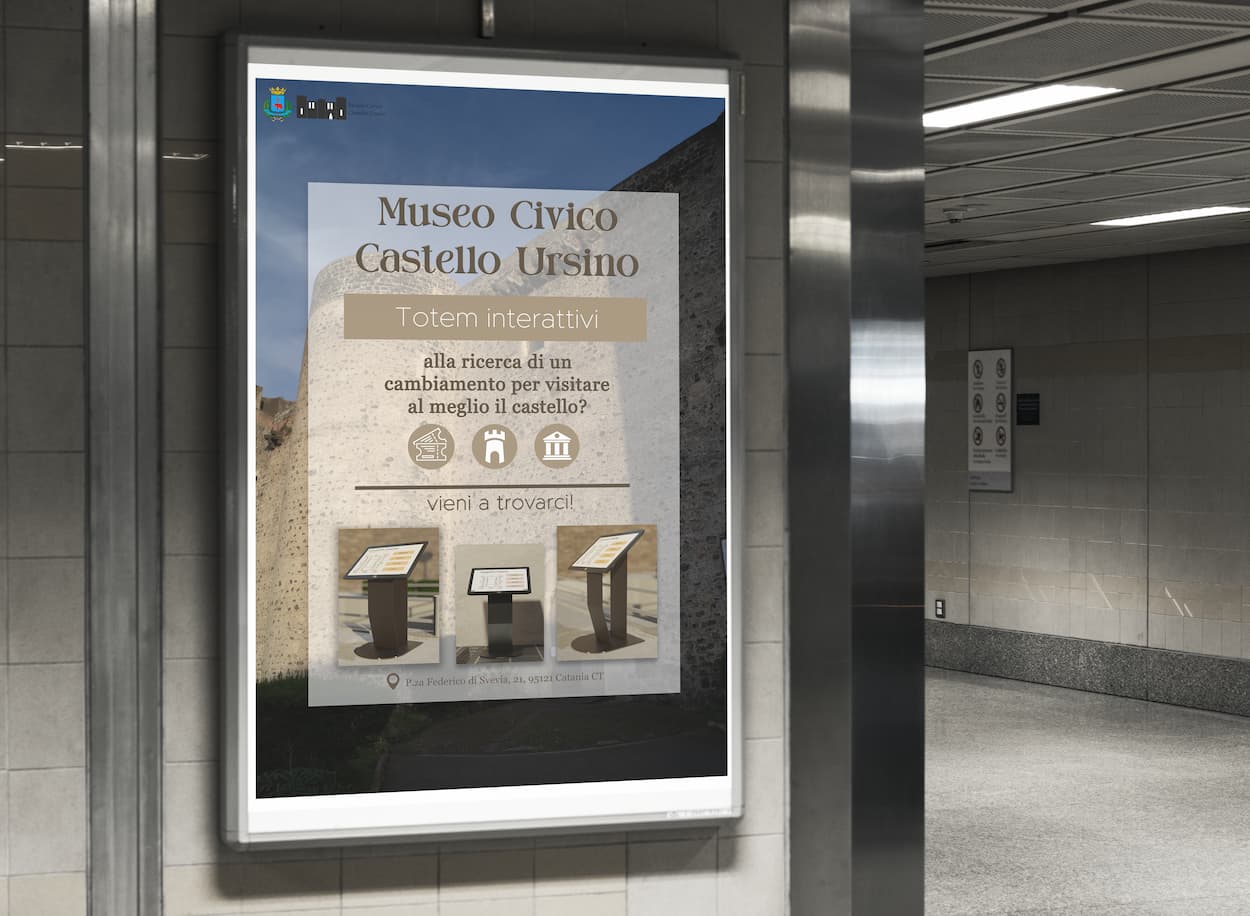 Museo Civico
Castello Ursino
Totem interattivi
alla ricerca di un
cambiamento per visitare
al meglio il castello?
vieni a trovarci!
P.za Federico di Svevia, 21, 95121 Catania CT